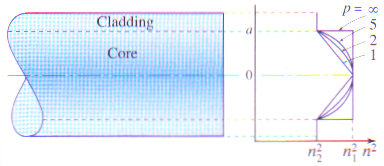 Cladding
Core
a
0
p = ∞
5
2
1
n₂²
n₁²
n²